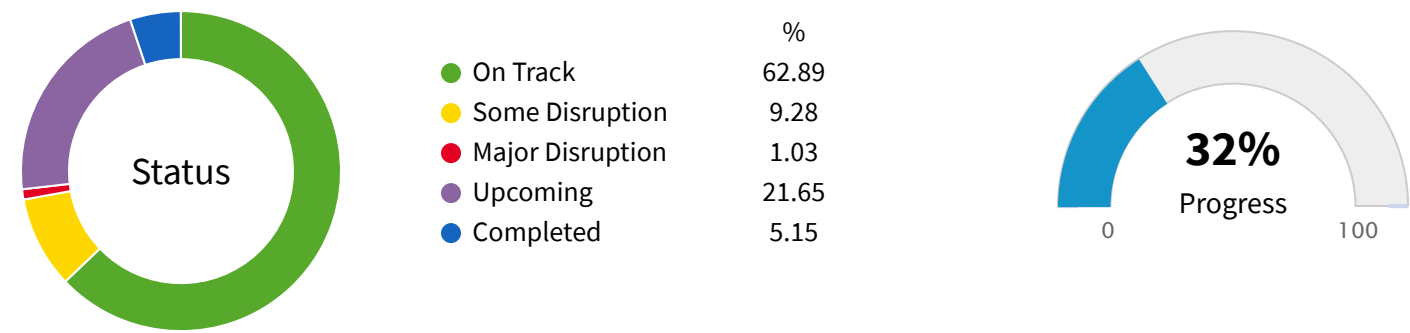 Status
%
On Track 62.89
Some Disruption 9.28
Major Disruption 1.03
Upcoming 21.65
Completed 5.15
32%
Progress
0 100